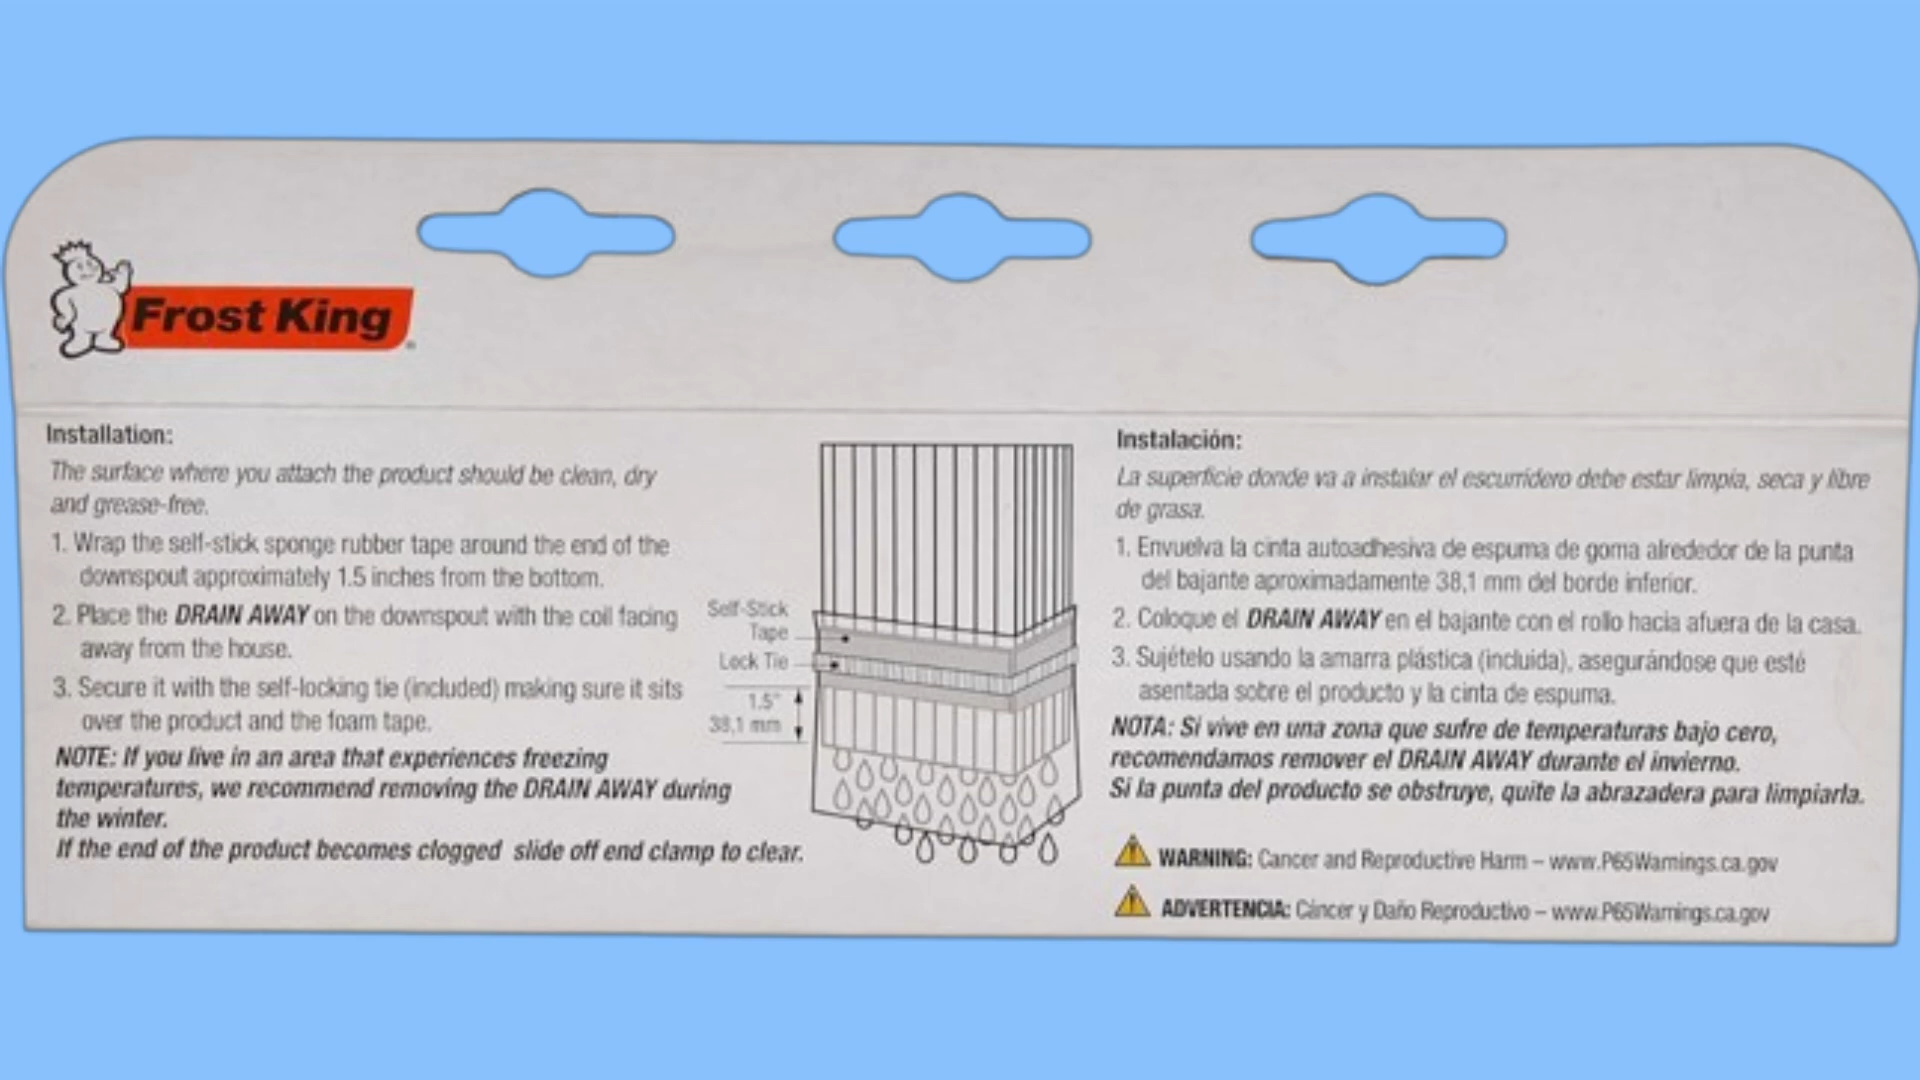 Frost King
Installation:
The surface where you attach the product should be clean, dry
and grease-free.
1. Wrap the self-stick sponge rubber tape around the end of the
downspout approximately 1.5 inches from the bottom.
2. Place the DRAIN AWAY on the downspout with the coil facing
away from the house.
3. Secure it with the self-locking tie (included) making sure it sits
over the product and the foam tape.
NOTE: If you live in an area that experiences freezing
temperatures, we recommend removing the DRAIN AWAY during
the winter.
If the end of the product becomes clogged slide off end clamp to clear.
Self-Stick
Tape
Lock Tie
1.5"
38,1 mm
Instalación:
La superficie donde va a instalar el escurridero debe estar limpia, seca y libre
de grasa.
1. Envuelva la cinta autoadhesiva de espuma de goma alrededor de la punta
del bajante aproximadamente 38,1 mm del borde inferior.
2. Coloque el DRAIN AWAY en el bajante con el rollo hacia afuera de la casa.
3. Sujételo usando la amarra plástica (incluida), asegurándose que esté
asentada sobre el producto y la cinta de espuma.
NOTA: Si vive en una zona que sufre de temperaturas bajo cero,
recomendamos remover el DRAIN AWAY durante el invierno.
Si la punta del producto se obstruye, quite la abrazadera para limpiarla.
WARNING: Cancer and Reproductive Harm – www.P65Warnings.ca.gov
ADVERTENCIA: Cáncer y Daño Reproductivo – www.P65Warnings.ca.gov